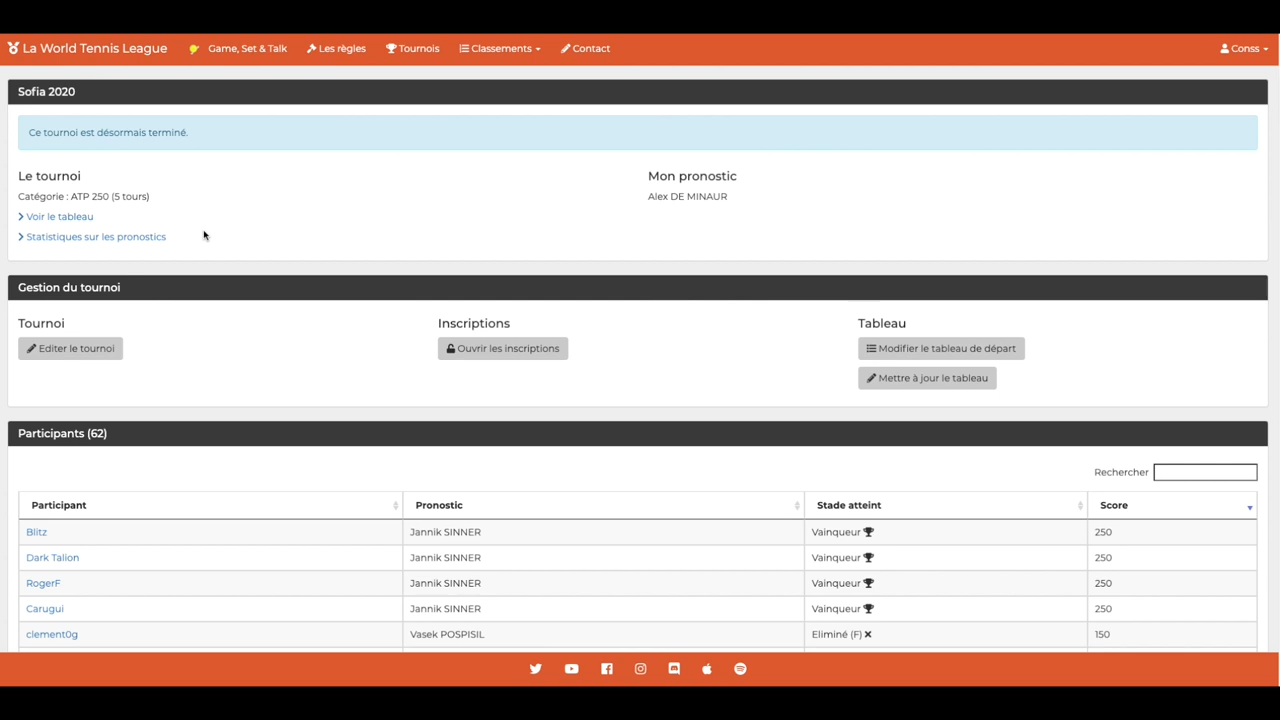 La World Tennis League Game, Set & Talk Les règles Tournois Classements Contact Conss
Sofia 2020
Ce tournoi est désormais terminé.
Le tournoi Mon pronostic
Catégorie : ATP 250 (5 tours) Alex DE MINAUR
Voir le tableau
Statistiques sur les pronostics
Gestion du tournoi
Tournoi Inscriptions Tableau
Editer le tournoi Ouvrir les inscriptions Modifier le tableau de départ
Mettre à jour le tableau
Participants (62)
Rechercher
Participant Pronostic Stade atteint Score
Blitz Jannik SINNER Vainqueur 250
Dark Talion Jannik SINNER Vainqueur 250
RogerF Jannik SINNER Vainqueur 250
Carugui Jannik SINNER Vainqueur 250
clement0g Vasek POSPISIL Eliminé (F) 150